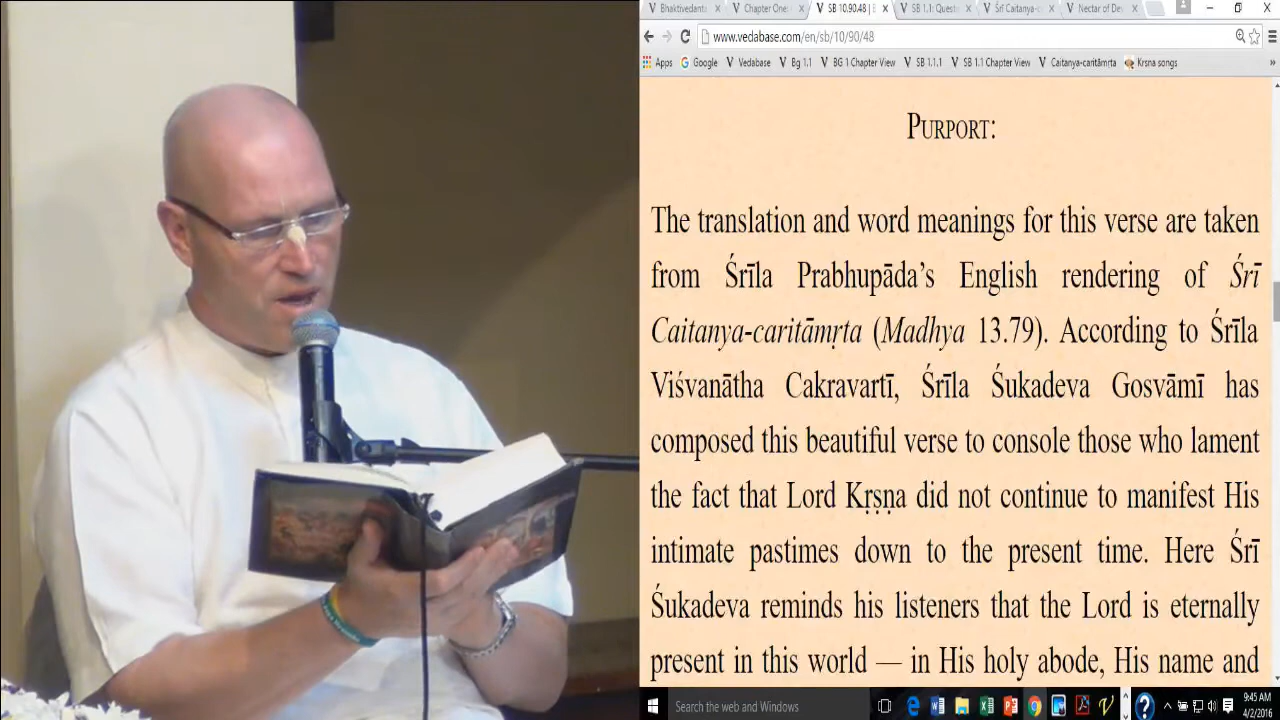 Bhaktivedant
Chapter One:
SB 10.90.48 | B
SB 1.1: Quest
Śrī Caitanya-c
Nectar of De
www.vedabase.com/en/sb/10/90/48
Apps
Google
Vedabase
Bg 1.1
BG 1 Chapter View
SB 1.1.1
SB 1.1 Chapter View
Caitanya-caritāmṛta
Krsna songs
»
PURPORT:
The translation and word meanings for this verse are taken
from Śrīla Prabhupāda’s English rendering of Śrī
Caitanya-caritāmṛta (Madhya 13.79). According to Śrīla
Viśvanātha Cakravartī, Śrīla Śukadeva Gosvāmī has
composed this beautiful verse to console those who lament
the fact that Lord Kṛṣṇa did not continue to manifest His
intimate pastimes down to the present time. Here Śrī
Śukadeva reminds his listeners that the Lord is eternally
present in this world — in His holy abode, His name and
Search the web and Windows
9:45 AM
4/2/2016